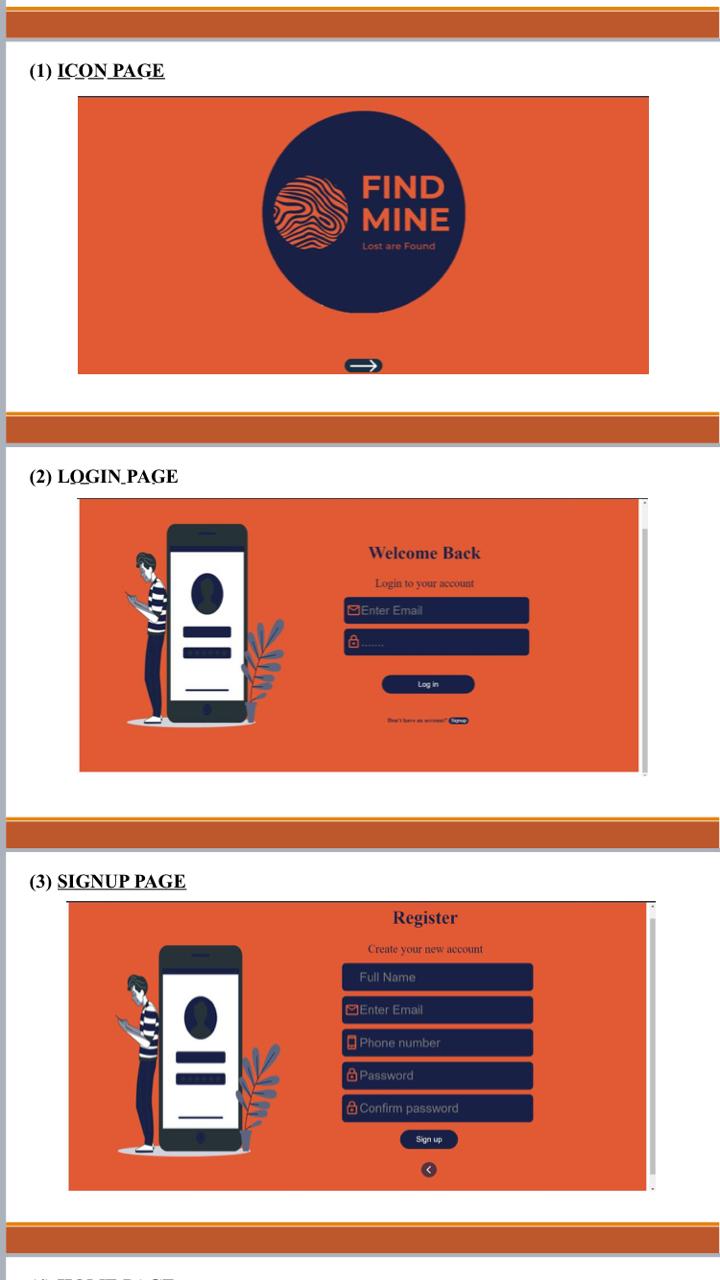 (1) ICON PAGE
FIND
MINE
Lost are Found
(2) LOGIN PAGE
Welcome Back
Login to your account
Enter Email
.......
Log in
Don't have an account? Signup
(3) SIGNUP PAGE
Register
Create your new account
Full Name
Enter Email
Phone number
Password
Confirm password
Sign up